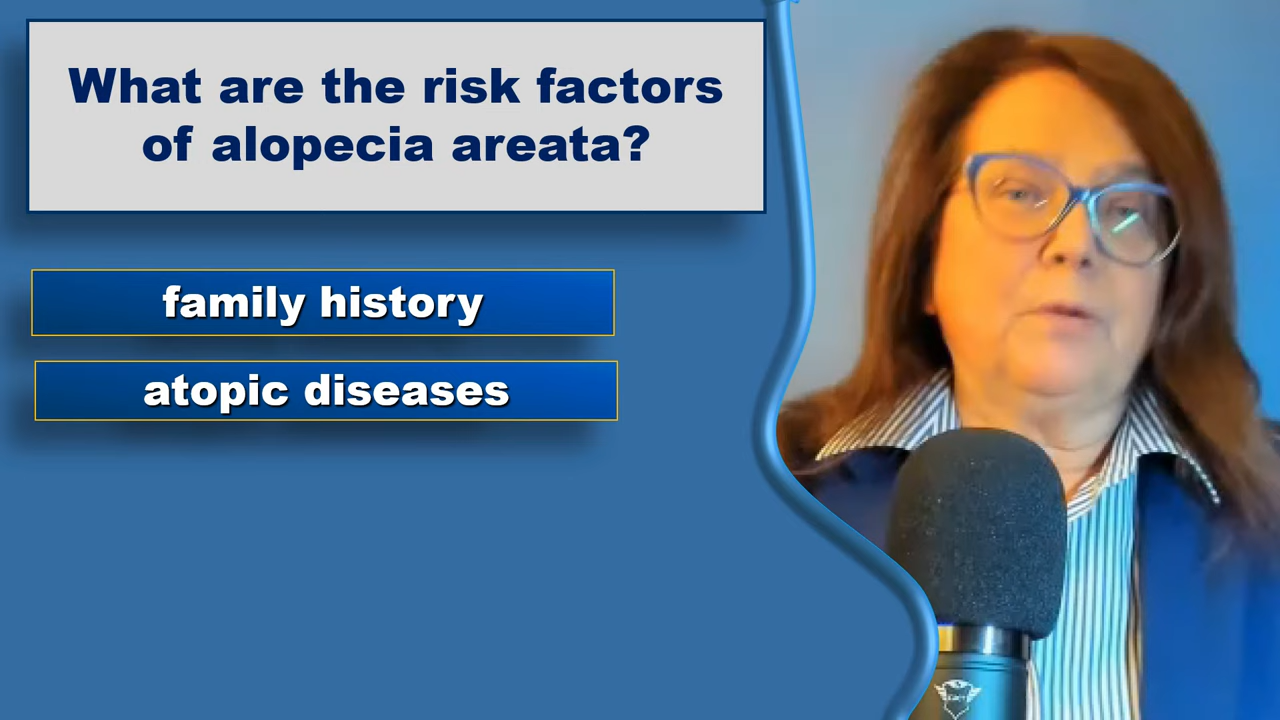 What are the risk factors
of alopecia areata?
family history
atopic diseases